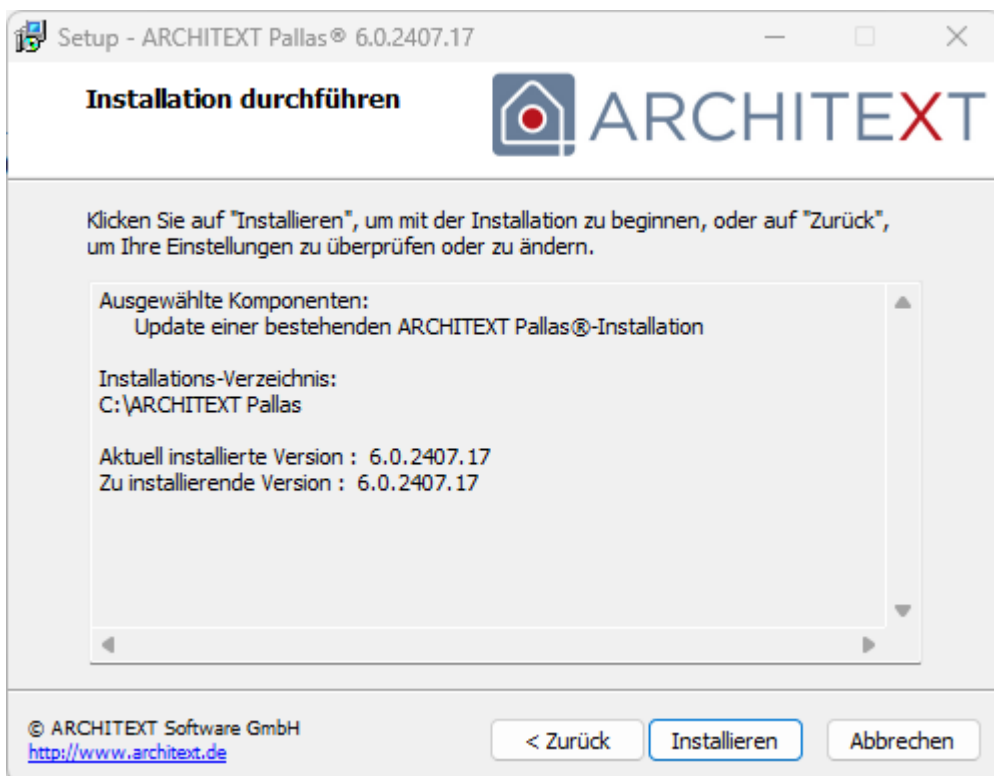 Setup - ARCHITEXT Pallas® 6.0.2407.17
Installation durchführen
ARCHITEXT
Klicken Sie auf "Installieren", um mit der Installation zu beginnen, oder auf "Zurück",
um Ihre Einstellungen zu überprüfen oder zu ändern.
Ausgewählte Komponenten:
Update einer bestehenden ARCHITEXT Pallas®-Installation
Installations-Verzeichnis:
C:\ARCHITEXT Pallas
Aktuell installierte Version : 6.0.2407.17
Zu installierende Version : 6.0.2407.17
© ARCHITEXT Software GmbH
http://www.architext.de
< Zurück
Installieren
Abbrechen